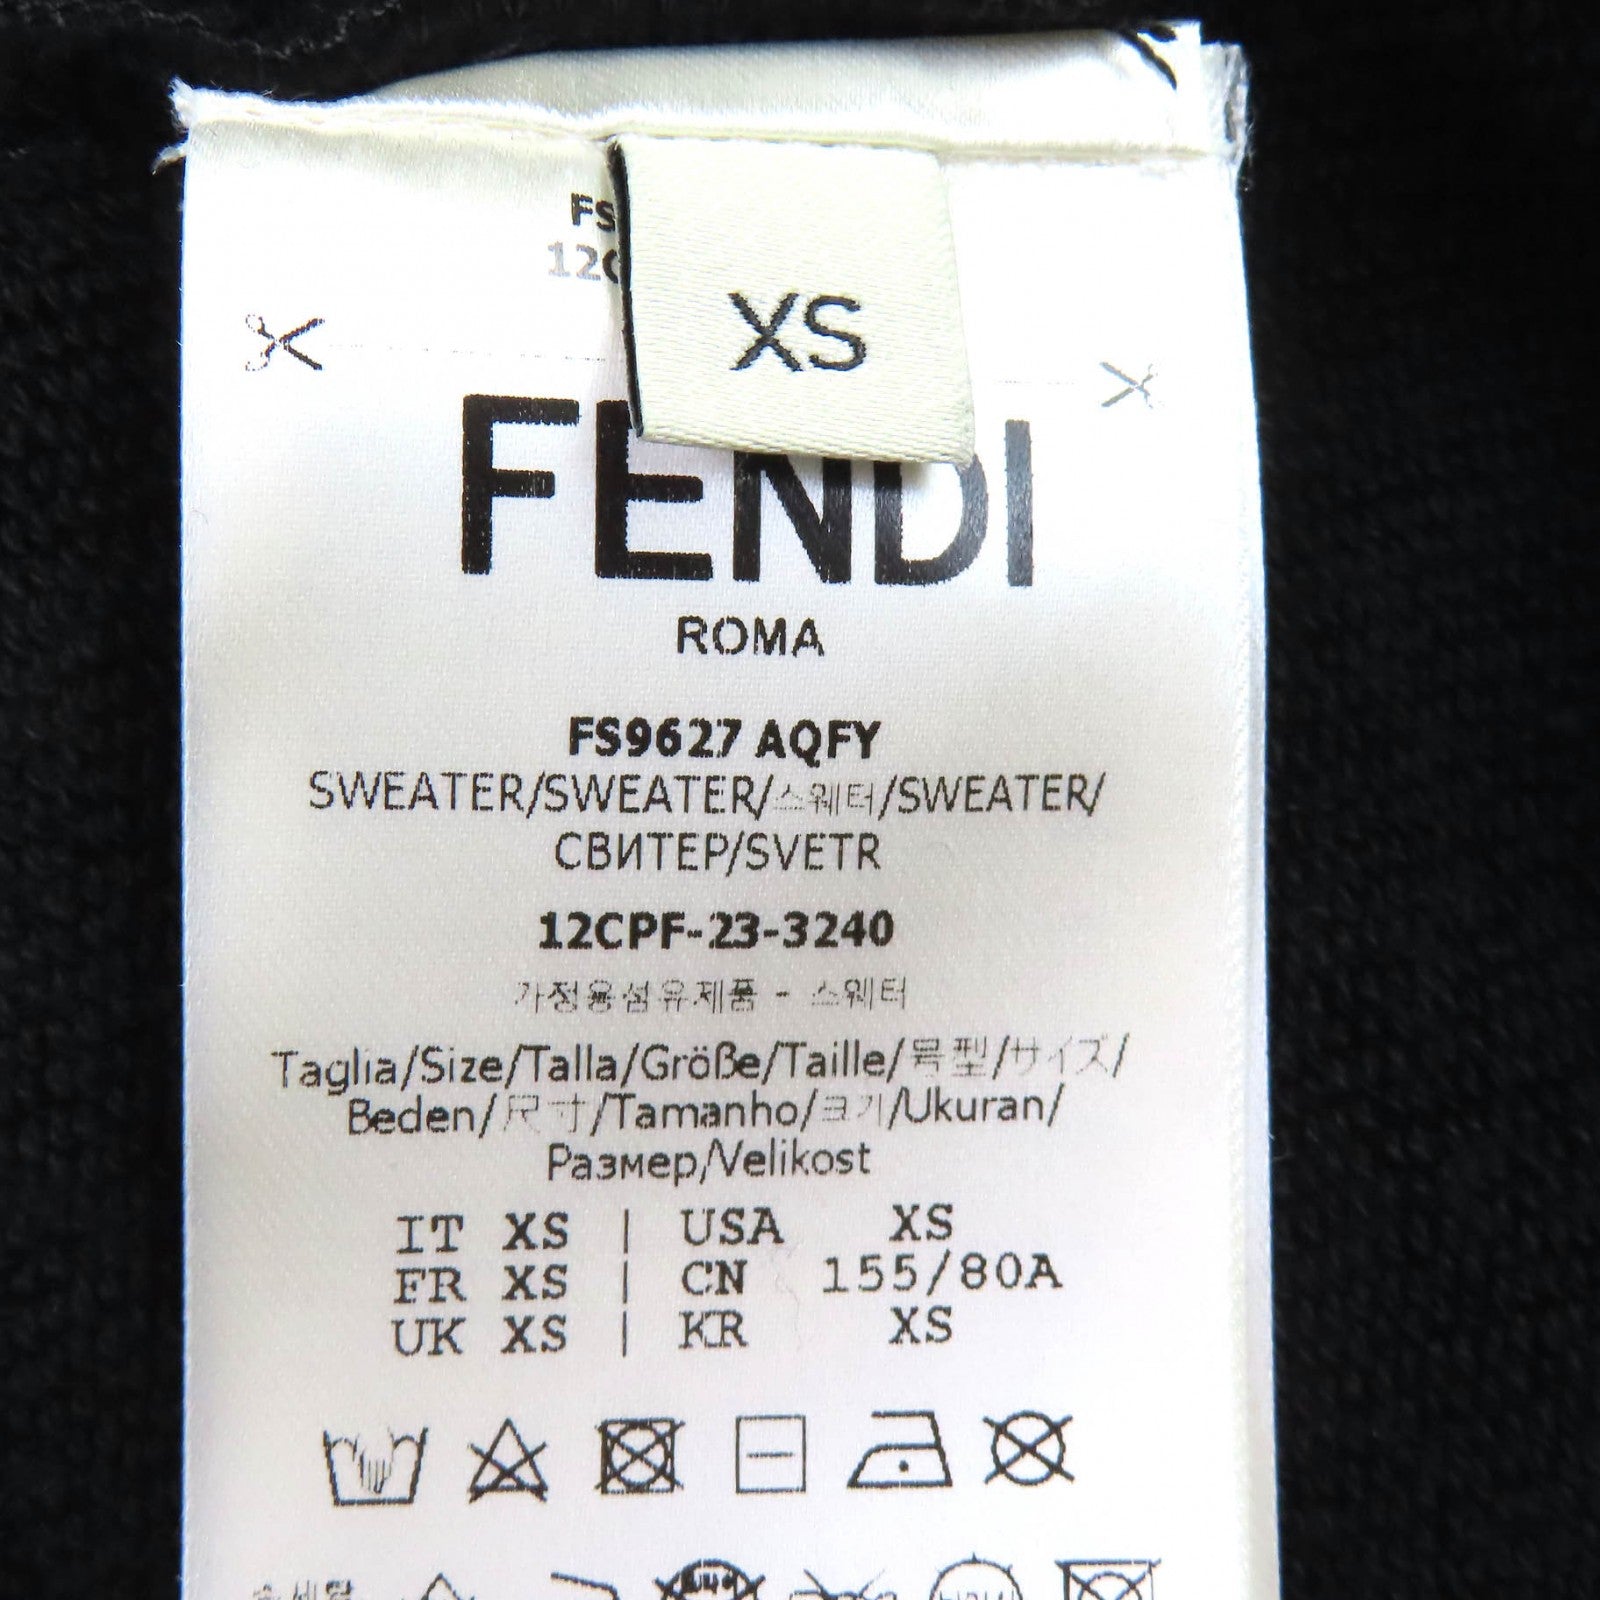 FS
12C
XS
FENDI
ROMA
FS9627 AQFY
SWEATER/SWEATER/스웨터/SWEATER/
СВИТЕР/SVETR
12CPF-23-3240
가정용섬유제품 - 스웨터
Taglia/Size/Talla/Größe/Taille/号型/サイズ/
Beden/尺寸/Tamanho/크기/Ukuran/
Размер/Velikost
IT XS | USA XS
FR XS | CN 155/80A
UK XS | KR XS
손세탁